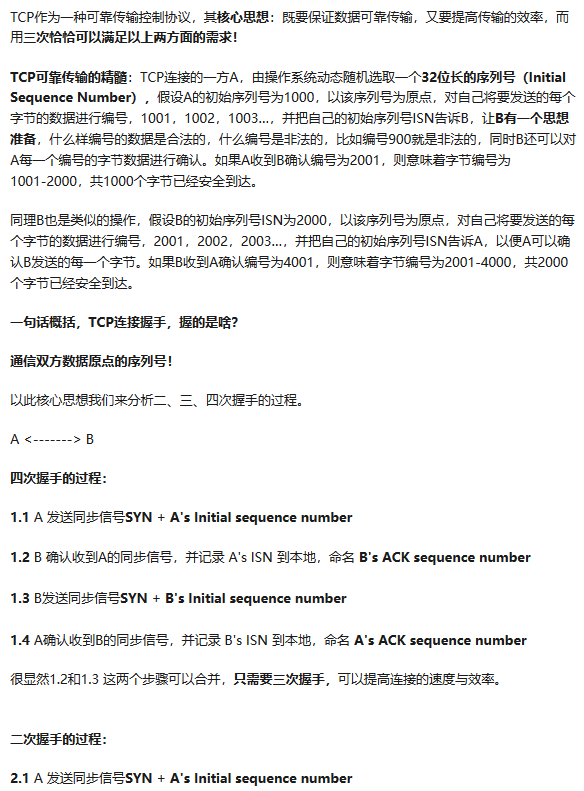 TCP作为一种可靠传输控制协议，其核心思想：既要保证数据可靠传输，又要提高传输的效率，而
用三次恰恰可以满足以上两方面的需求！
TCP可靠传输的精髓：TCP连接的一方A，由操作系统动态随机选取一个32位长的序列号（Initial
Sequence Number），假设A的初始序列号为1000，以该序列号为原点，对自己将要发送的每个
字节的数据进行编号，1001，1002，1003…，并把自己的初始序列号ISN告诉B，让B有一个思想
准备，什么样编号的数据是合法的，什么编号是非法的，比如编号900就是非法的，同时B还可以对
A每一个编号的字节数据进行确认。如果A收到B确认编号为2001，则意味着字节编号为
1001-2000，共1000个字节已经安全到达。
同理B也是类似的操作，假设B的初始序列号ISN为2000，以该序列号为原点，对自己将要发送的每
个字节的数据进行编号，2001，2002，2003…，并把自己的初始序列号ISN告诉A，以便A可以确
认B发送的每一个字节。如果B收到A确认编号为4001，则意味着字节编号为2001-4000，共2000
个字节已经安全到达。
一句话概括，TCP连接握手，握的是啥？
通信双方数据原点的序列号！
以此核心思想我们来分析二、三、四次握手的过程。
A <-------> B
四次握手的过程：
1.1 A 发送同步信号SYN + A's Initial sequence number
1.2 B 确认收到A的同步信号，并记录 A's ISN 到本地，命名 B's ACK sequence number
1.3 B发送同步信号SYN + B's Initial sequence number
1.4 A确认收到B的同步信号，并记录 B's ISN 到本地，命名 A's ACK sequence number
很显然1.2和1.3 这两个步骤可以合并，只需要三次握手，可以提高连接的速度与效率。
二次握手的过程：
2.1 A 发送同步信号SYN + A's Initial sequence number